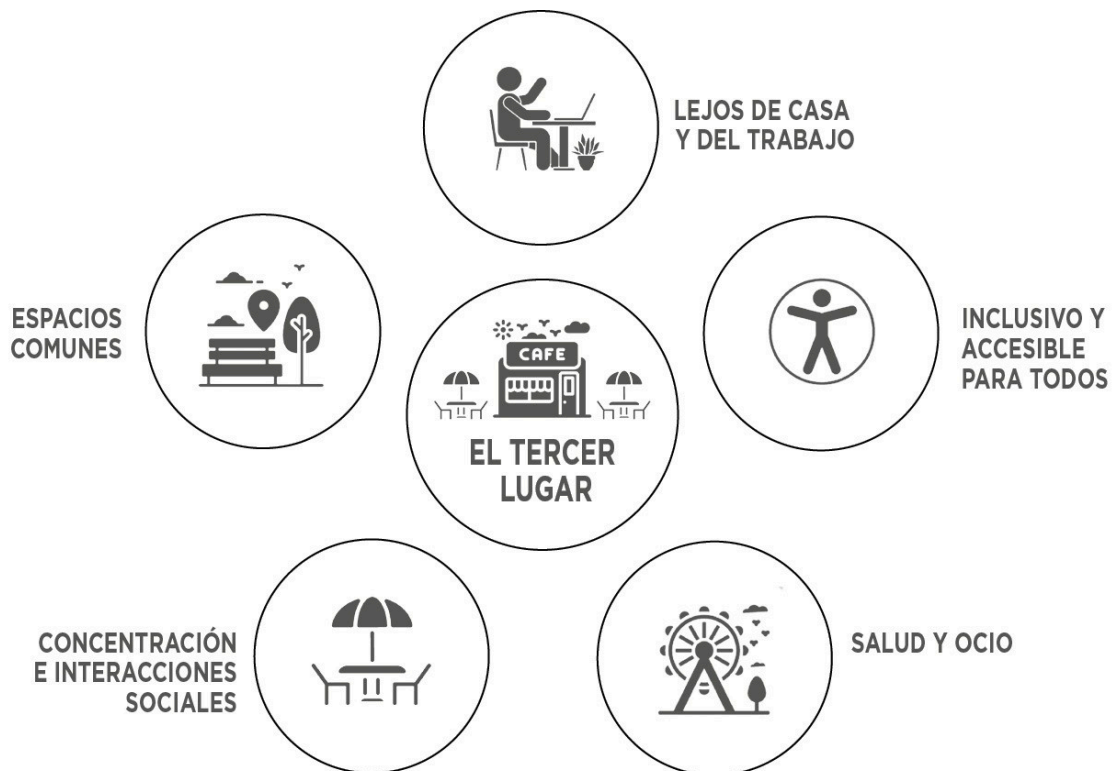 LEJOS DE CASA
Y DEL TRABAJO
ESPACIOS
COMUNES
INCLUSIVO Y
ACCESIBLE
PARA TODOS
CAFE
EL TERCER
LUGAR
CONCENTRACIÓN
E INTERACCIONES
SOCIALES
SALUD Y OCIO